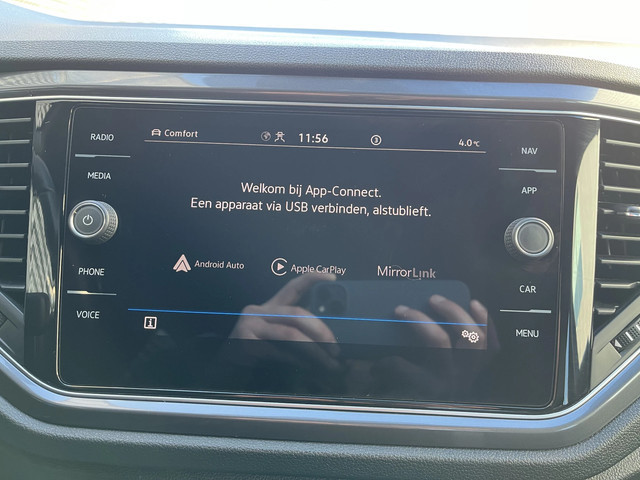 RADIO
MEDIA
PHONE
VOICE
Comfort
11:56
3
4.0°C
Welkom bij App-Connect.
Een apparaat via USB verbinden, alstublieft.
Android Auto
Apple CarPlay
MirrorLink
NAV
APP
CAR
MENU